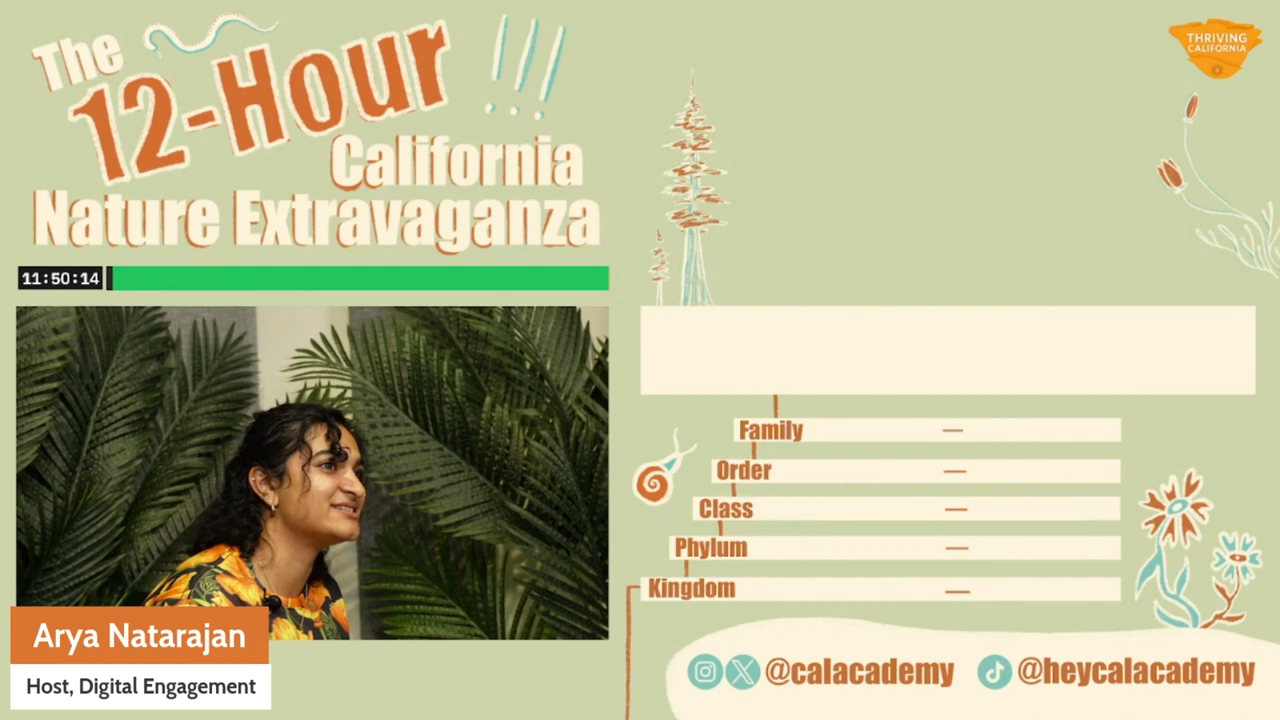 The
12-Hour !!!
California
Nature Extravaganza
THRIVING
CALIFORNIA
11:50:14
Family —
Order —
Class —
Phylum —
Kingdom —
Arya Natarajan
Host, Digital Engagement
@calacademy @heycalacademy